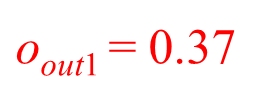 o_out1 = 0.37